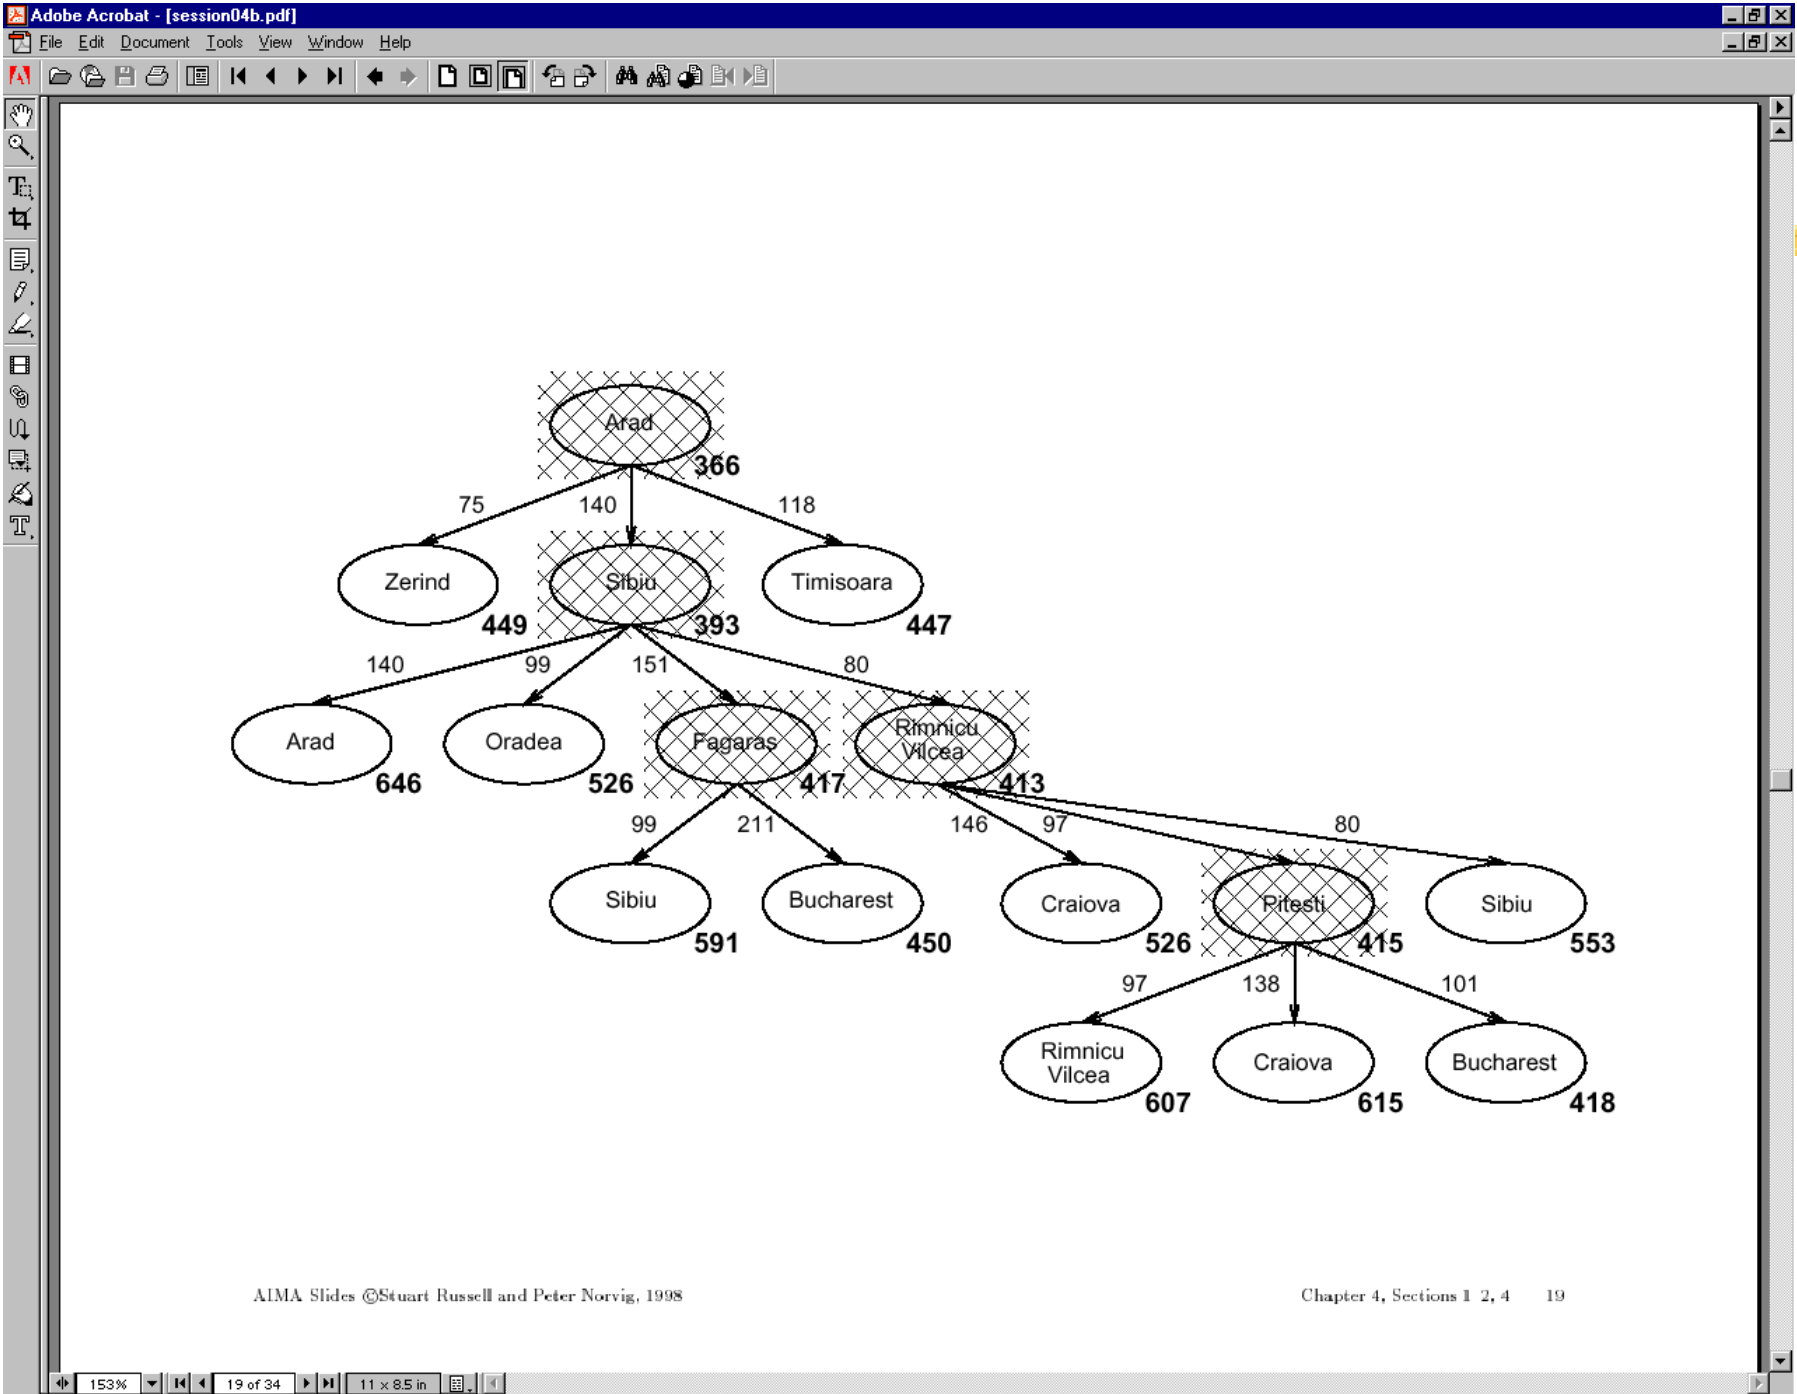 Adobe Acrobat - [session04b.pdf]
File Edit Document Tools View Window Help
Arad
366
75 140 118
Zerind Sibiu Timisoara
449 393 447
140 99 151 80
Arad Oradea Fagaras Rimnicu Vilcea
646 526 417 413
99 211 146 97 80
Sibiu Bucharest Craiova Pitesti Sibiu
591 450 526 415 553
97 138 101
Rimnicu Vilcea Craiova Bucharest
607 615 418
AIMA Slides ©Stuart Russell and Peter Norvig, 1998 Chapter 4, Sections 1 2, 4 19
153% 19 of 34 11 x 8.5 in